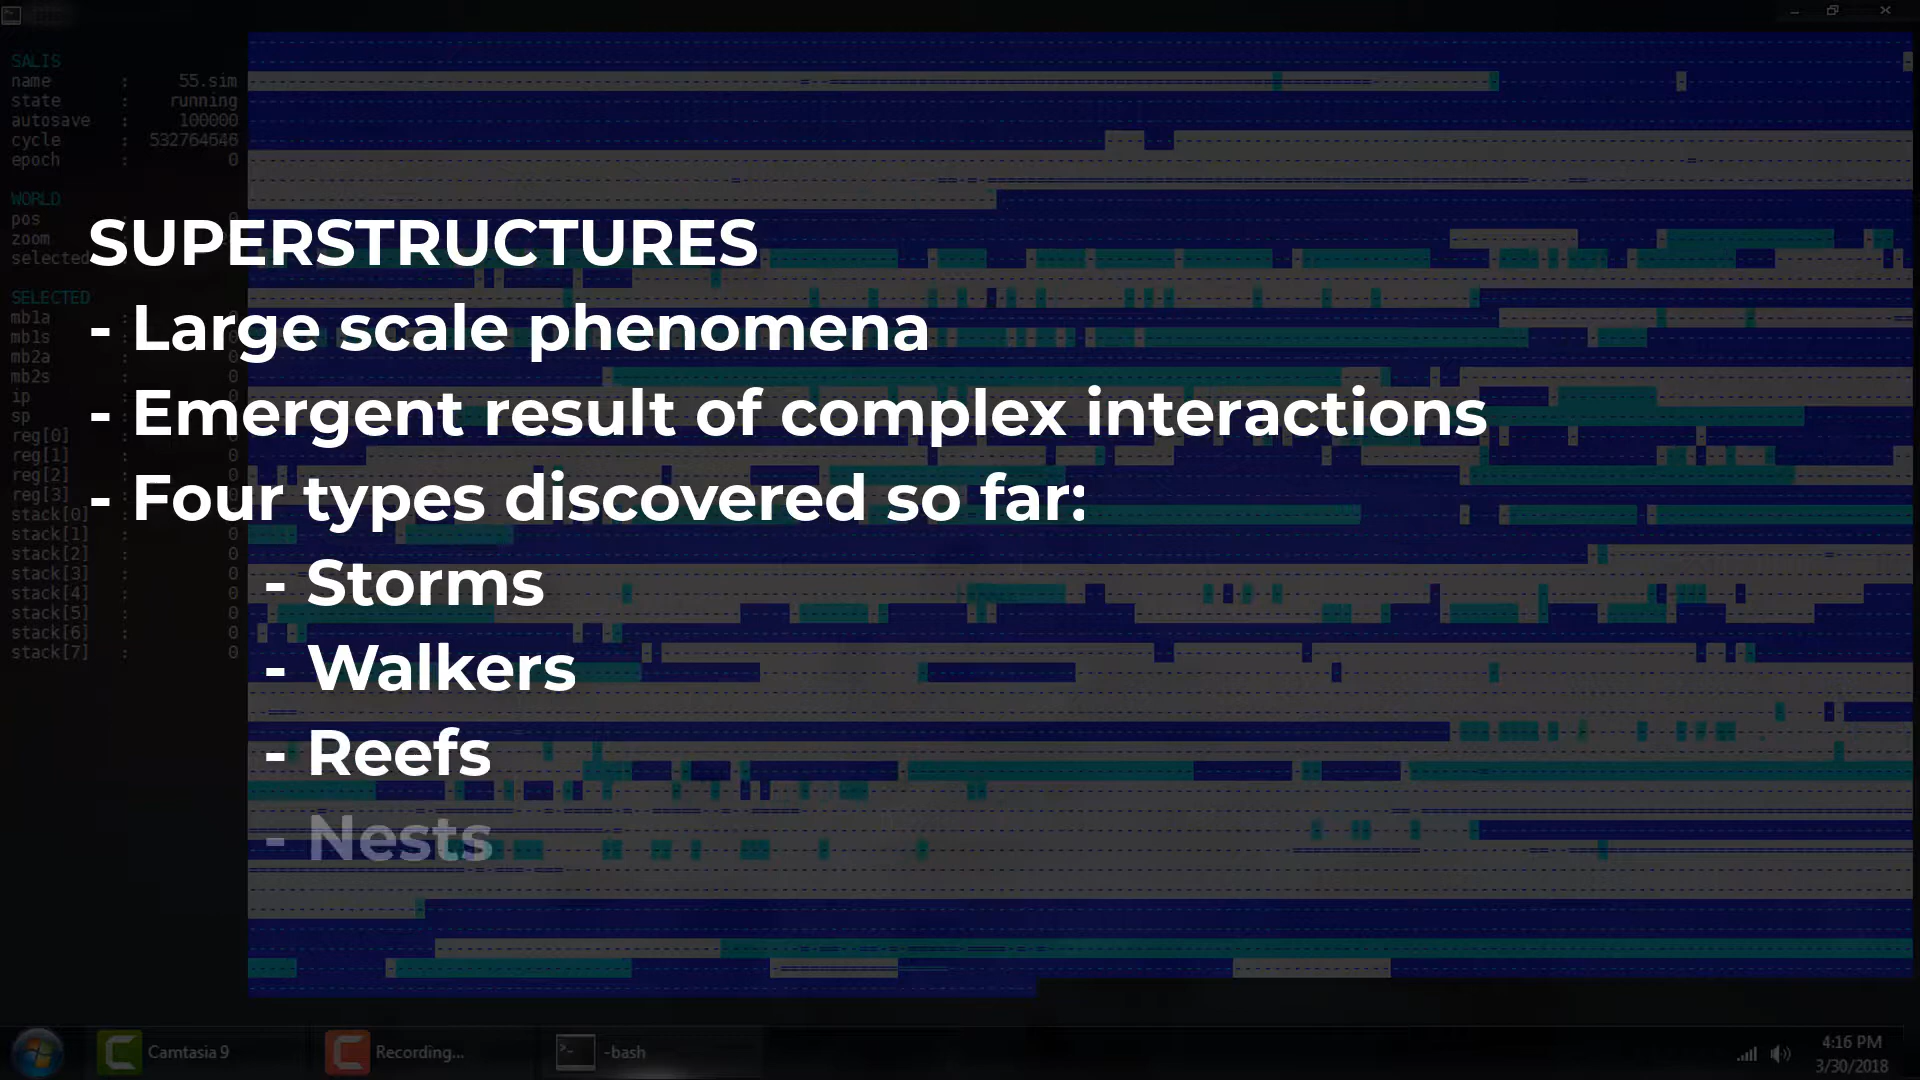 SALIS
name : 55.sim
state : running
autosave : 100000
cycle : 532764646
epoch : 0
WORLD
pos
zoom
selected
SUPERSTRUCTURES
- Large scale phenomena
- Emergent result of complex interactions
- Four types discovered so far:
- Storms
- Walkers
- Reefs
- Nests
SELECTED
mb1a : 0
mb1s
mb2a : 0
mb2s : 0
ip
sp
reg[0]
reg[1]
reg[2]
reg[3]
stack[0]
stack[1] : 0
stack[2] : 0
stack[3] : 0
stack[4] : 0
stack[5] : 0
stack[6] : 0
stack[7] : 0
Camtasia 9
Recording...
-bash
4:16 PM
3/30/2018